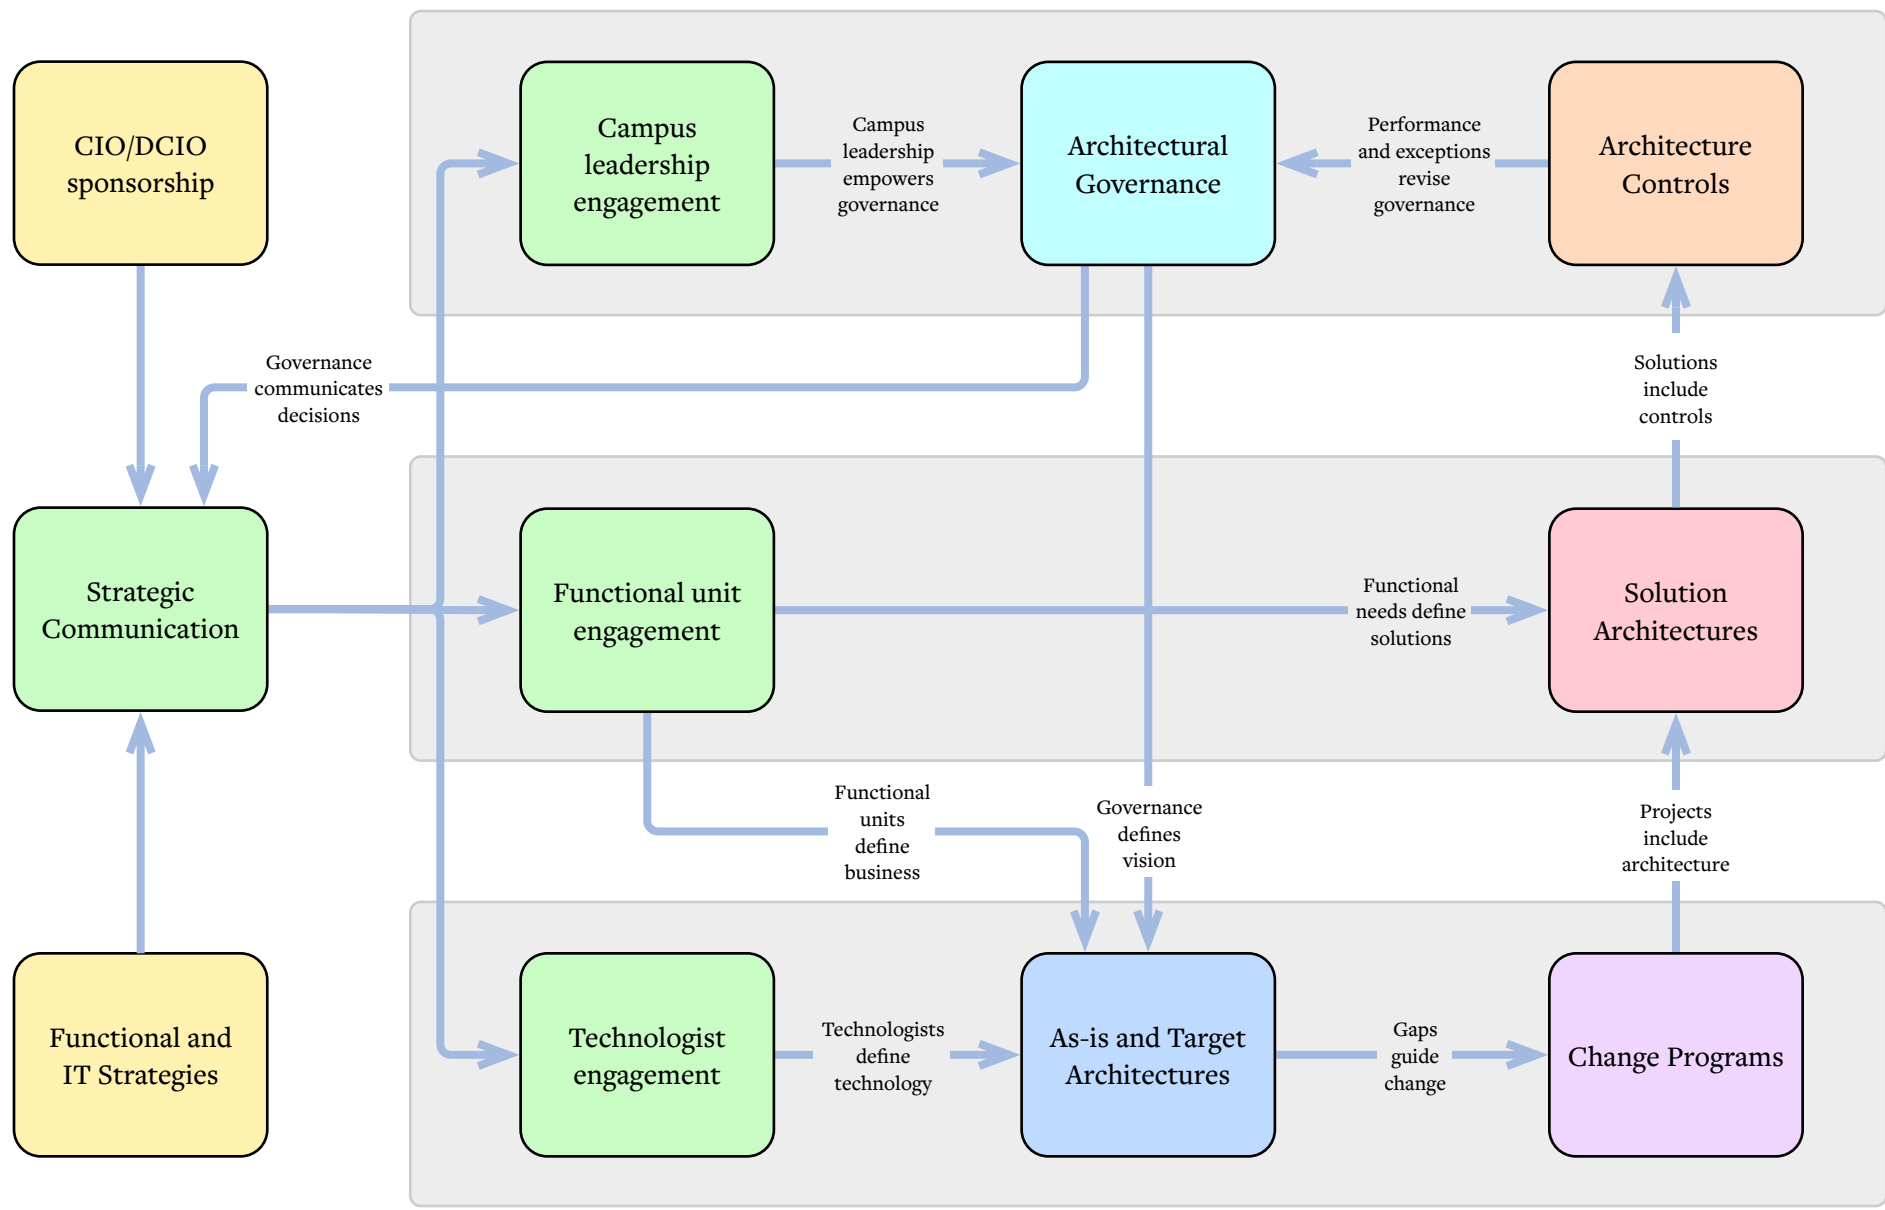 CIO/DCIO
sponsorship
Campus
leadership
engagement
Campus
leadership
empowers
governance
Architectural
Governance
Performance
and exceptions
revise
governance
Architecture
Controls
Governance
communicates
decisions
Solutions
include
controls
Strategic
Communication
Functional unit
engagement
Functional
needs define
solutions
Solution
Architectures
Functional
units
define
business
Governance
defines
vision
Projects
include
architecture
Functional and
IT Strategies
Technologist
engagement
Technologists
define
technology
As-is and Target
Architectures
Gaps
guide
change
Change Programs